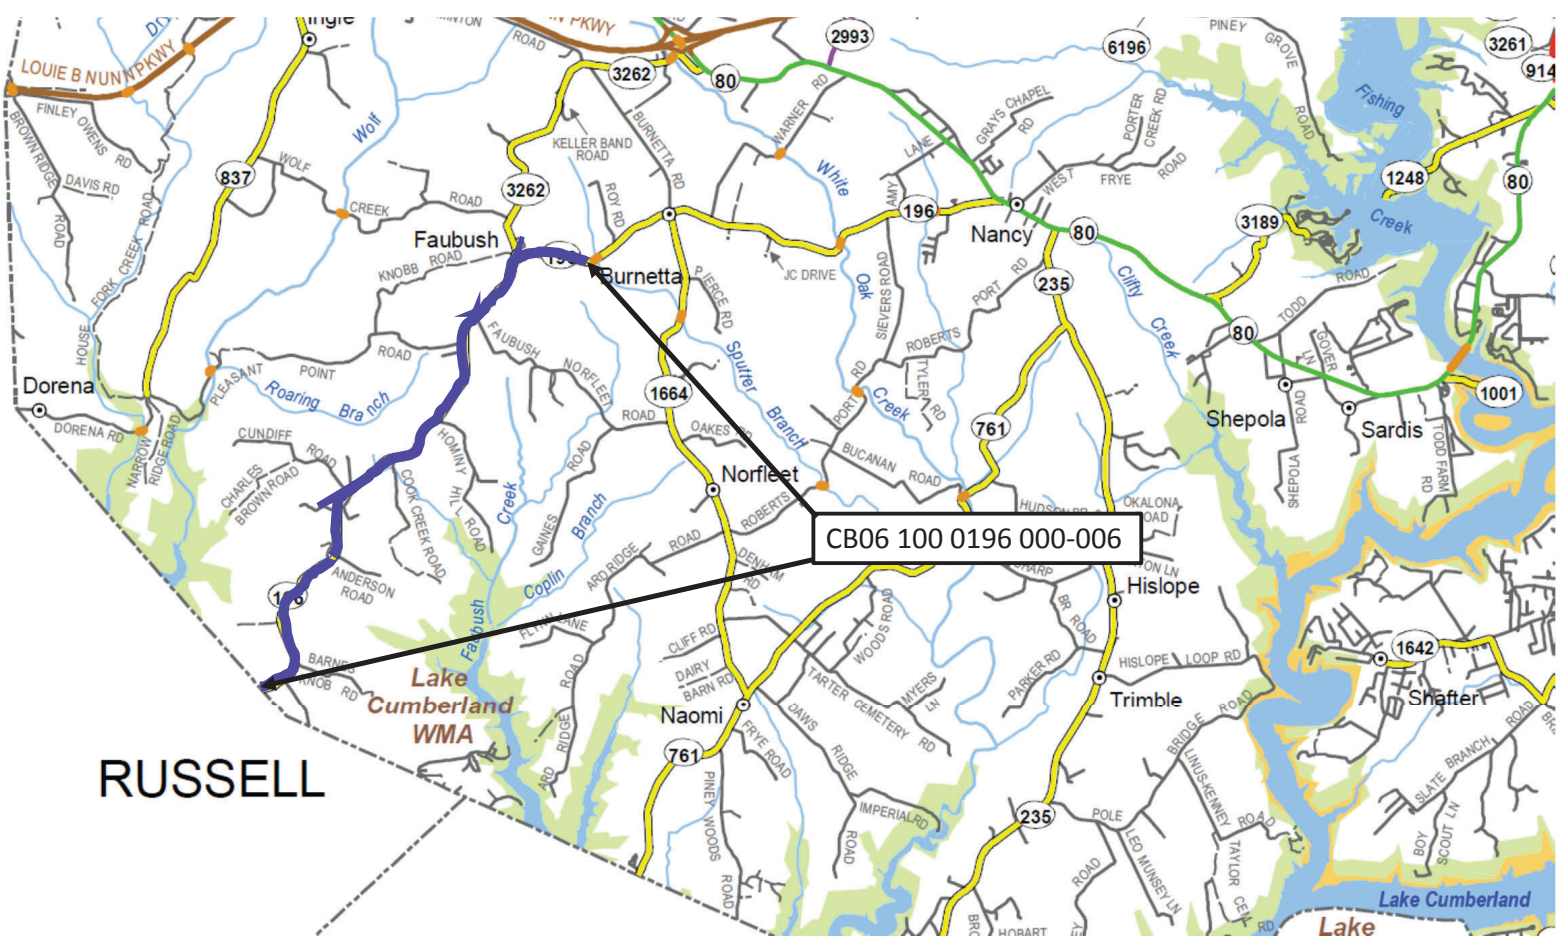 Ingle
LOUIE B NUNN PKWY
FINLEY OWENS RD
BROWN RIDGE ROAD
DAVIS RD
837
WOLF CREEK ROAD
Wolf
ROAD
3262
KELLER BAND
ROAD
BURNETTA RD
ROY RD
3262
80
2993
WARNER RD
White
Oak
Creek
LANE
AMY
GRAYS CHAPEL
RD
6196
PORTER
CREEK RD
WEST FRYE ROAD
PINEY GROVE ROAD
Fishing
Creek
3261
914
1248
80
3189
196
Nancy
80
Faubush
KNOBB ROAD
Burnetta
PIERCE RD
JC DRIVE
SIEVERS ROAD
PORT RD
235
Clifty
Creek
TODD ROAD
80
GOVER
LN
1001
Shepola
Sardis
SHEPOLA ROAD
TODD FARM
RD
HOUSE FORK CREEK ROAD
Dorena
DORENA RD
NARROW
RIDGE ROAD
PLEASANT POINT ROAD
Roaring Branch
FAUBUSH NORFLEET ROAD
1664
Sputter
Branch
ROBERTS PORT RD
TYLER RD
761
CUNDIFF ROAD
CHARLES
BROWN ROAD
HOMINY HILL ROAD
COOK CREEK ROAD
Creek
GAINES ROAD
Branch
OAKES RD
Norfleet
BUCANAN ROAD
ROBERTS
CB06 100 0196 000-006
OKALONA
ROAD
Hislope
ANDERSON
ROAD
Faubush
Coplin
ARD RIDGE ROAD
DENHAM
RD
SHARP
BR ROAD
BARNES
KNOB RD
Lake
Cumberland
WMA
FLYNN LANE
CLIFF RD
DAIRY
BARN RD
WOODS ROAD
HISLOPE LOOP RD
PARKER RD
Trimble
1642
Shafter
Naomi
TARTER CEMETERY RD
MYERS
LN
DAWS RIDGE ROAD
FRYE ROAD
761
ARD RIDGE ROAD
RUSSELL
PINEY WOODS ROAD
IMPERIAL RD
235
POLE BRIDGE ROAD
LINUS-KENNEY ROAD
LEO MUNSEY LN
TAYLOR CEM
RD
SLATE BRANCH ROAD
BOY
SCOUT LN
ROAD
HOBART
Lake Cumberland
Lake